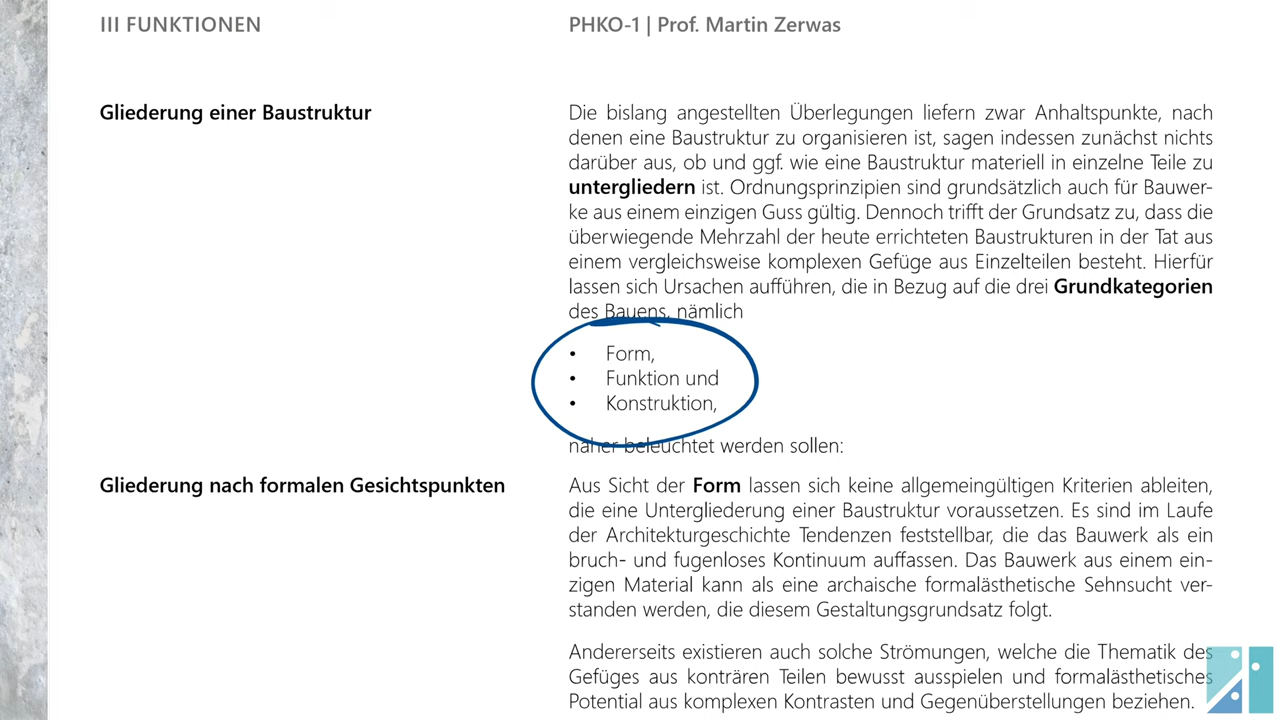 III FUNKTIONEN
PHKO-1 | Prof. Martin Zerwas
Gliederung einer Baustruktur
Die bislang angestellten Überlegungen liefern zwar Anhaltspunkte, nach
denen eine Baustruktur zu organisieren ist, sagen indessen zunächst nichts
darüber aus, ob und ggf. wie eine Baustruktur materiell in einzelne Teile zu
untergliedern ist. Ordnungsprinzipien sind grundsätzlich auch für Bauwer-
ke aus einem einzigen Guss gültig. Dennoch trifft der Grundsatz zu, dass die
überwiegende Mehrzahl der heute errichteten Baustrukturen in der Tat aus
einem vergleichsweise komplexen Gefüge aus Einzelteilen besteht. Hierfür
lassen sich Ursachen aufführen, die in Bezug auf die drei Grundkategorien
des Bauens, nämlich
• Form,
• Funktion und
• Konstruktion,
näher beleuchtet werden sollen:
Gliederung nach formalen Gesichtspunkten
Aus Sicht der Form lassen sich keine allgemeingültigen Kriterien ableiten,
die eine Untergliederung einer Baustruktur voraussetzen. Es sind im Laufe
der Architekturgeschichte Tendenzen feststellbar, die das Bauwerk als ein
bruch- und fugenloses Kontinuum auffassen. Das Bauwerk aus einem ein-
zigen Material kann als eine archaische formalästhetische Sehnsucht ver-
standen werden, die diesem Gestaltungsgrundsatz folgt.
Andererseits existieren auch solche Strömungen, welche die Thematik des
Gefüges aus konträren Teilen bewusst ausspielen und formalästhetisches
Potential aus komplexen Kontrasten und Gegenüberstellungen beziehen.